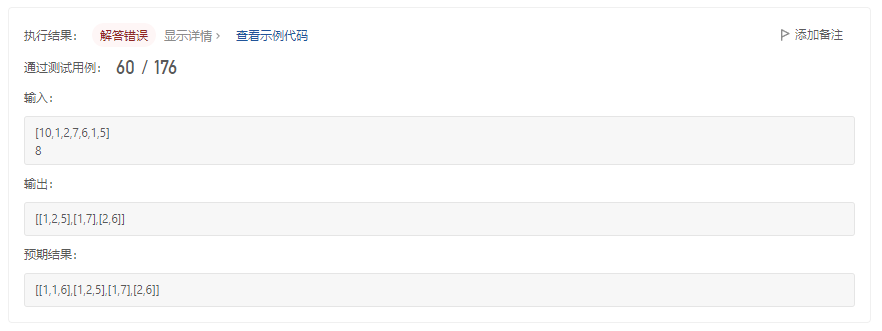 执行结果： 解答错误 显示详情 › 查看示例代码 添加备注
通过测试用例： 60 / 176
输入：
[10,1,2,7,6,1,5]
8
输出：
[[1,2,5],[1,7],[2,6]]
预期结果：
[[1,1,6],[1,2,5],[1,7],[2,6]]